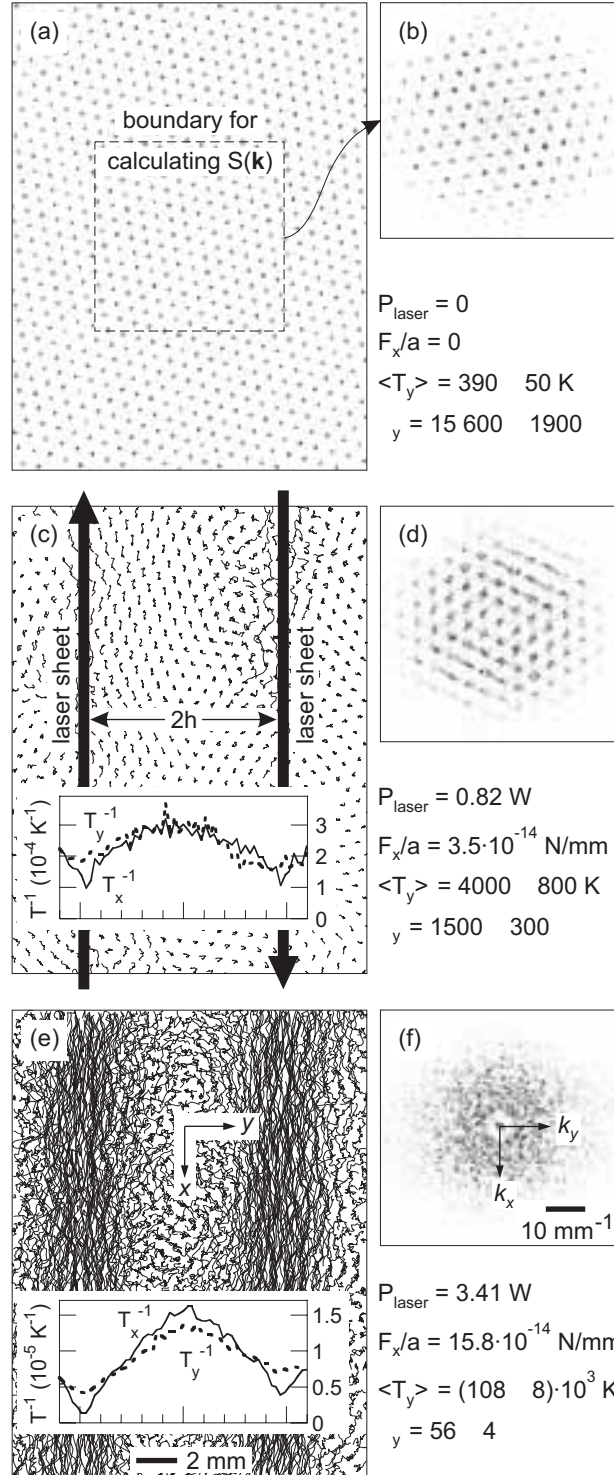 (a)
boundary for
calculating S(k)
(b)
P_laser = 0
F_x/a = 0
<T_y> = 390 50 K
y = 15 600 1900
(c)
laser sheet
laser sheet
2h
T_y^-1
T_x^-1
T^-1 (10^-4 K^-1)
3
2
1
0
(d)
P_laser = 0.82 W
F_x/a = 3.5·10^-14 N/mm
<T_y> = 4000 800 K
y = 1500 300
(e)
y
x
T_x^-1
T_y^-1
T^-1 (10^-5 K^-1)
1.5
1
0.5
0
2 mm
(f)
k_y
k_x
10 mm^-1
P_laser = 3.41 W
F_x/a = 15.8·10^-14 N/mm
<T_y> = (108 8)·10^3 K
y = 56 4